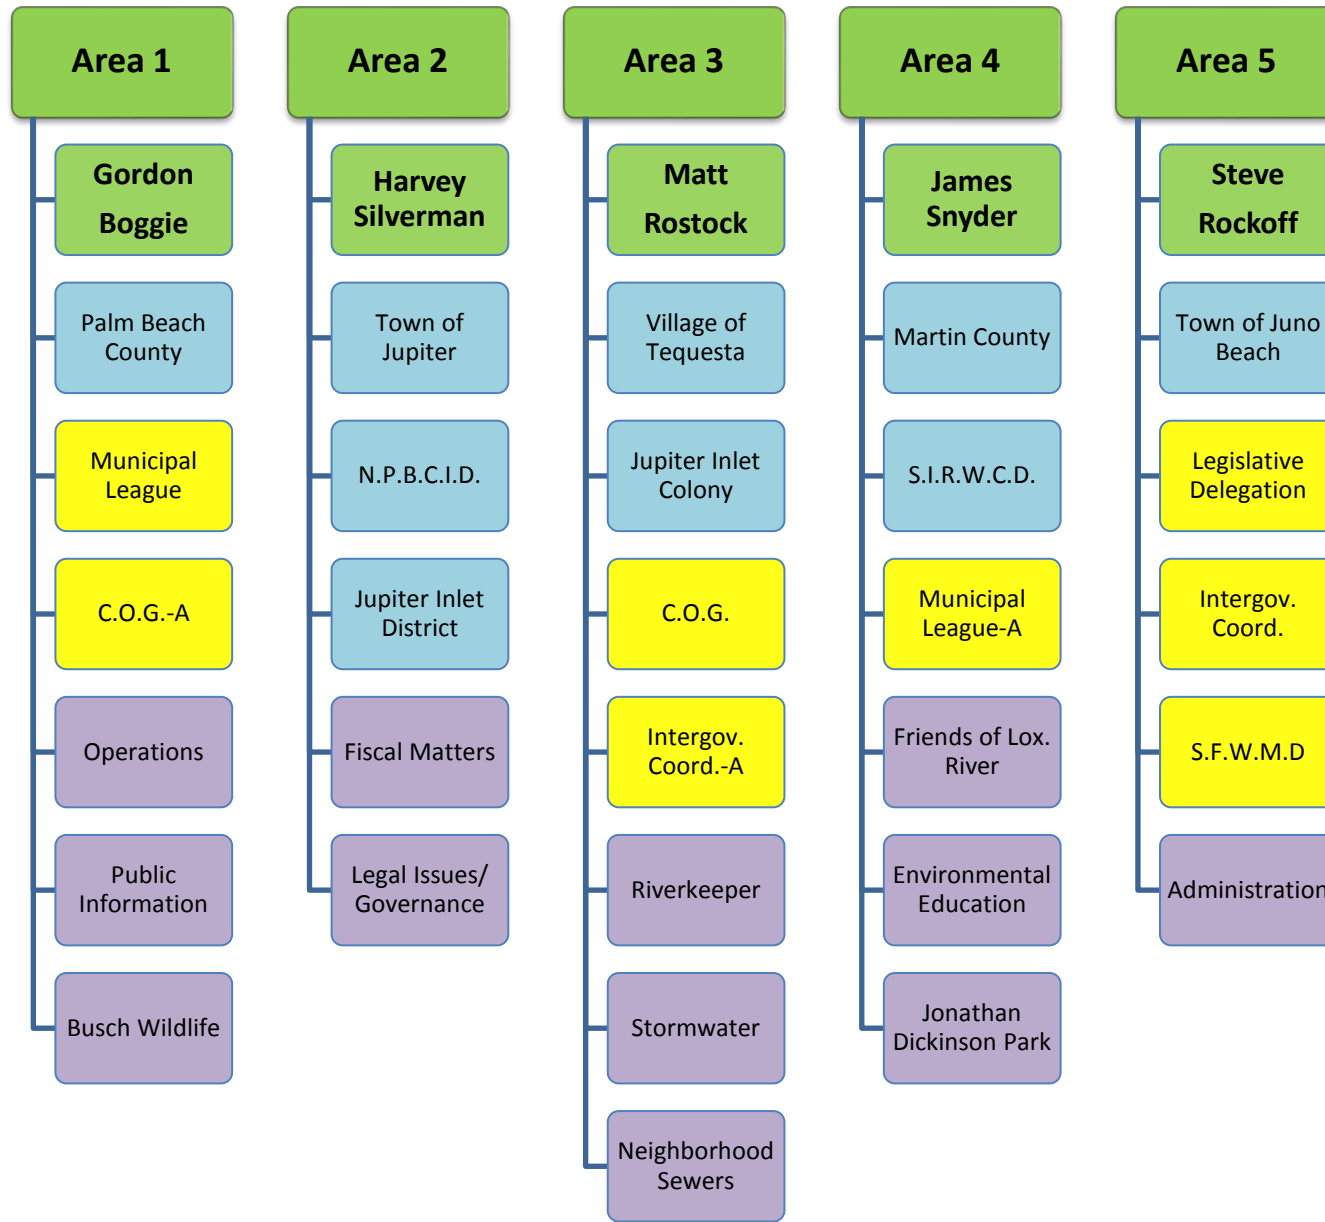 Area 1
Gordon
Boggie
Palm Beach
County
Municipal
League
C.O.G.-A
Operations
Public
Information
Busch Wildlife
Area 2
Harvey
Silverman
Town of
Jupiter
N.P.B.C.I.D.
Jupiter Inlet
District
Fiscal Matters
Legal Issues/
Governance
Area 3
Matt
Rostock
Village of
Tequesta
Jupiter Inlet
Colony
C.O.G.
Intergov.
Coord.-A
Riverkeeper
Stormwater
Neighborhood
Sewers
Area 4
James
Snyder
Martin County
S.I.R.W.C.D.
Municipal
League-A
Friends of Lox.
River
Environmental
Education
Jonathan
Dickinson Park
Area 5
Steve
Rockoff
Town of Juno
Beach
Legislative
Delegation
Intergov.
Coord.
S.F.W.M.D
Administration